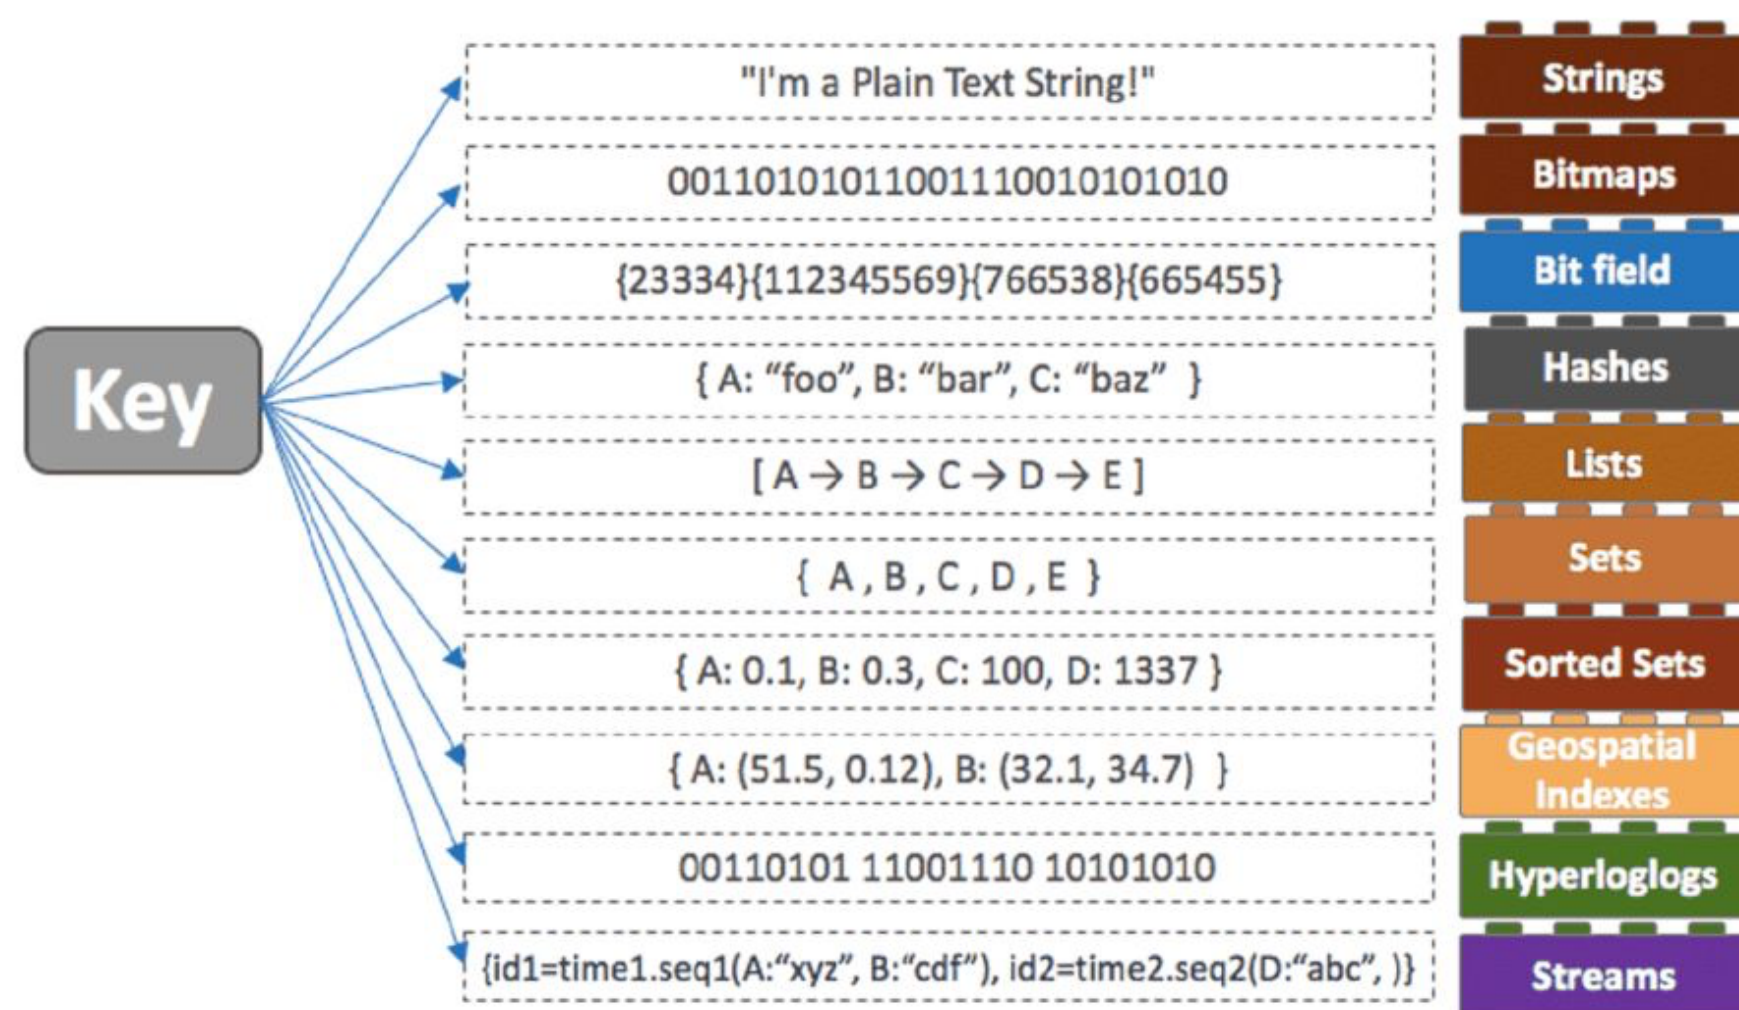 Key
"I'm a Plain Text String!"
Strings
00110101011001110010101010
Bitmaps
{23334}{112345569}{766538}{665455}
Bit field
{ A: “foo”, B: “bar”, C: “baz” }
Hashes
[ A → B → C → D → E ]
Lists
{ A , B , C , D , E }
Sets
{ A: 0.1, B: 0.3, C: 100, D: 1337 }
Sorted Sets
{ A: (51.5, 0.12), B: (32.1, 34.7) }
Geospatial
Indexes
00110101 11001110 10101010
Hyperloglogs
{id1=time1.seq1(A:“xyz”, B:“cdf”), id2=time2.seq2(D:“abc”, )}
Streams